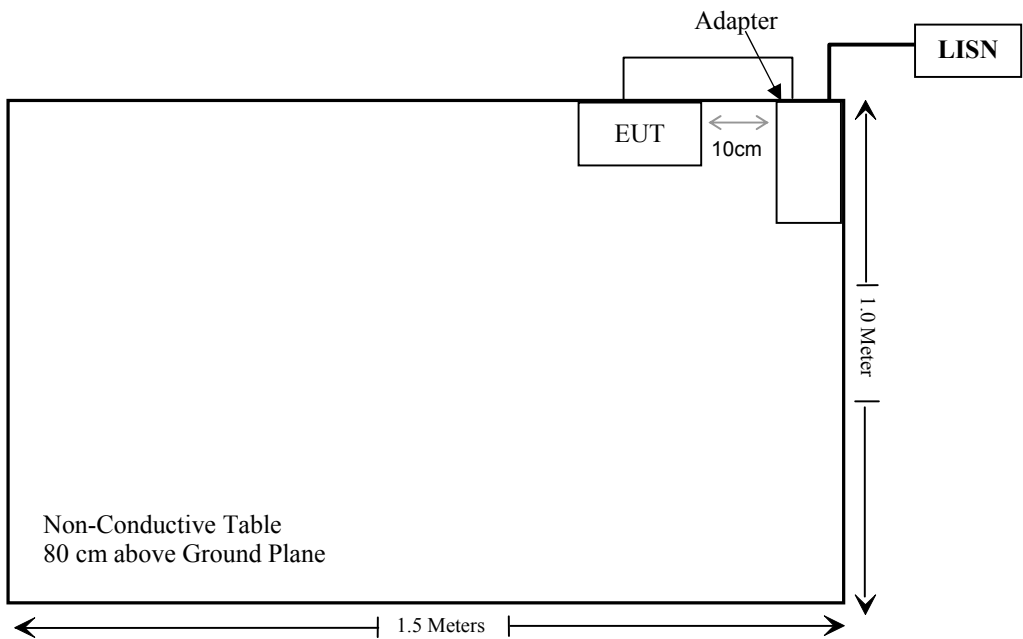 Adapter
LISN
EUT
10cm
1.0 Meter
Non-Conductive Table
80 cm above Ground Plane
1.5 Meters